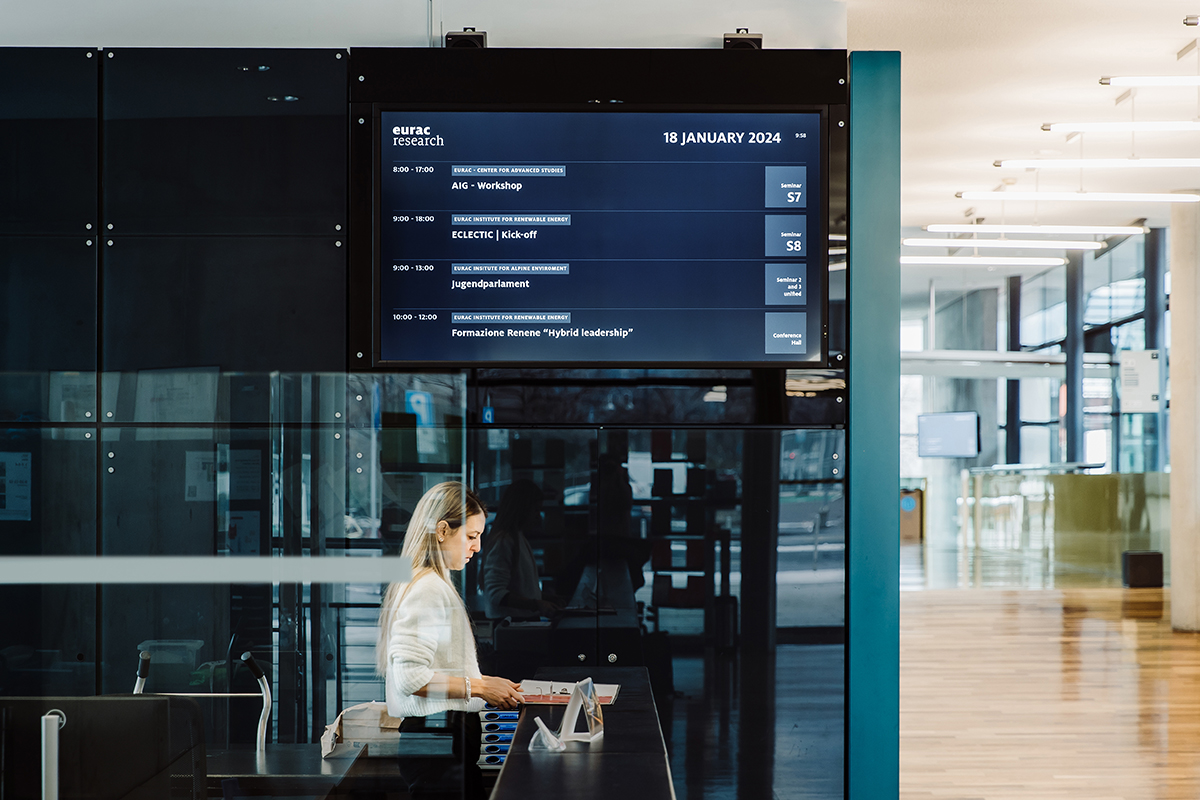 eurac
research
18 JANUARY 2024
9:58
8:00 - 17:00
EURAC - CENTER FOR ADVANCED STUDIES
AIG - Workshop
Seminar
S7
9:00 - 18:00
EURAC INSTITUTE FOR RENEWABLE ENERGY
ECLECTIC | Kick-off
Seminar
S8
9:00 - 13:00
EURAC INSITUTE FOR ALPINE ENVIROMENT
Jugendparlament
Seminar 2
and 3
unified
10:00 - 12:00
EURAC INSTITUTE FOR RENEWABLE ENERGY
Formazione Renene “Hybrid leadership”
Conference
Hall